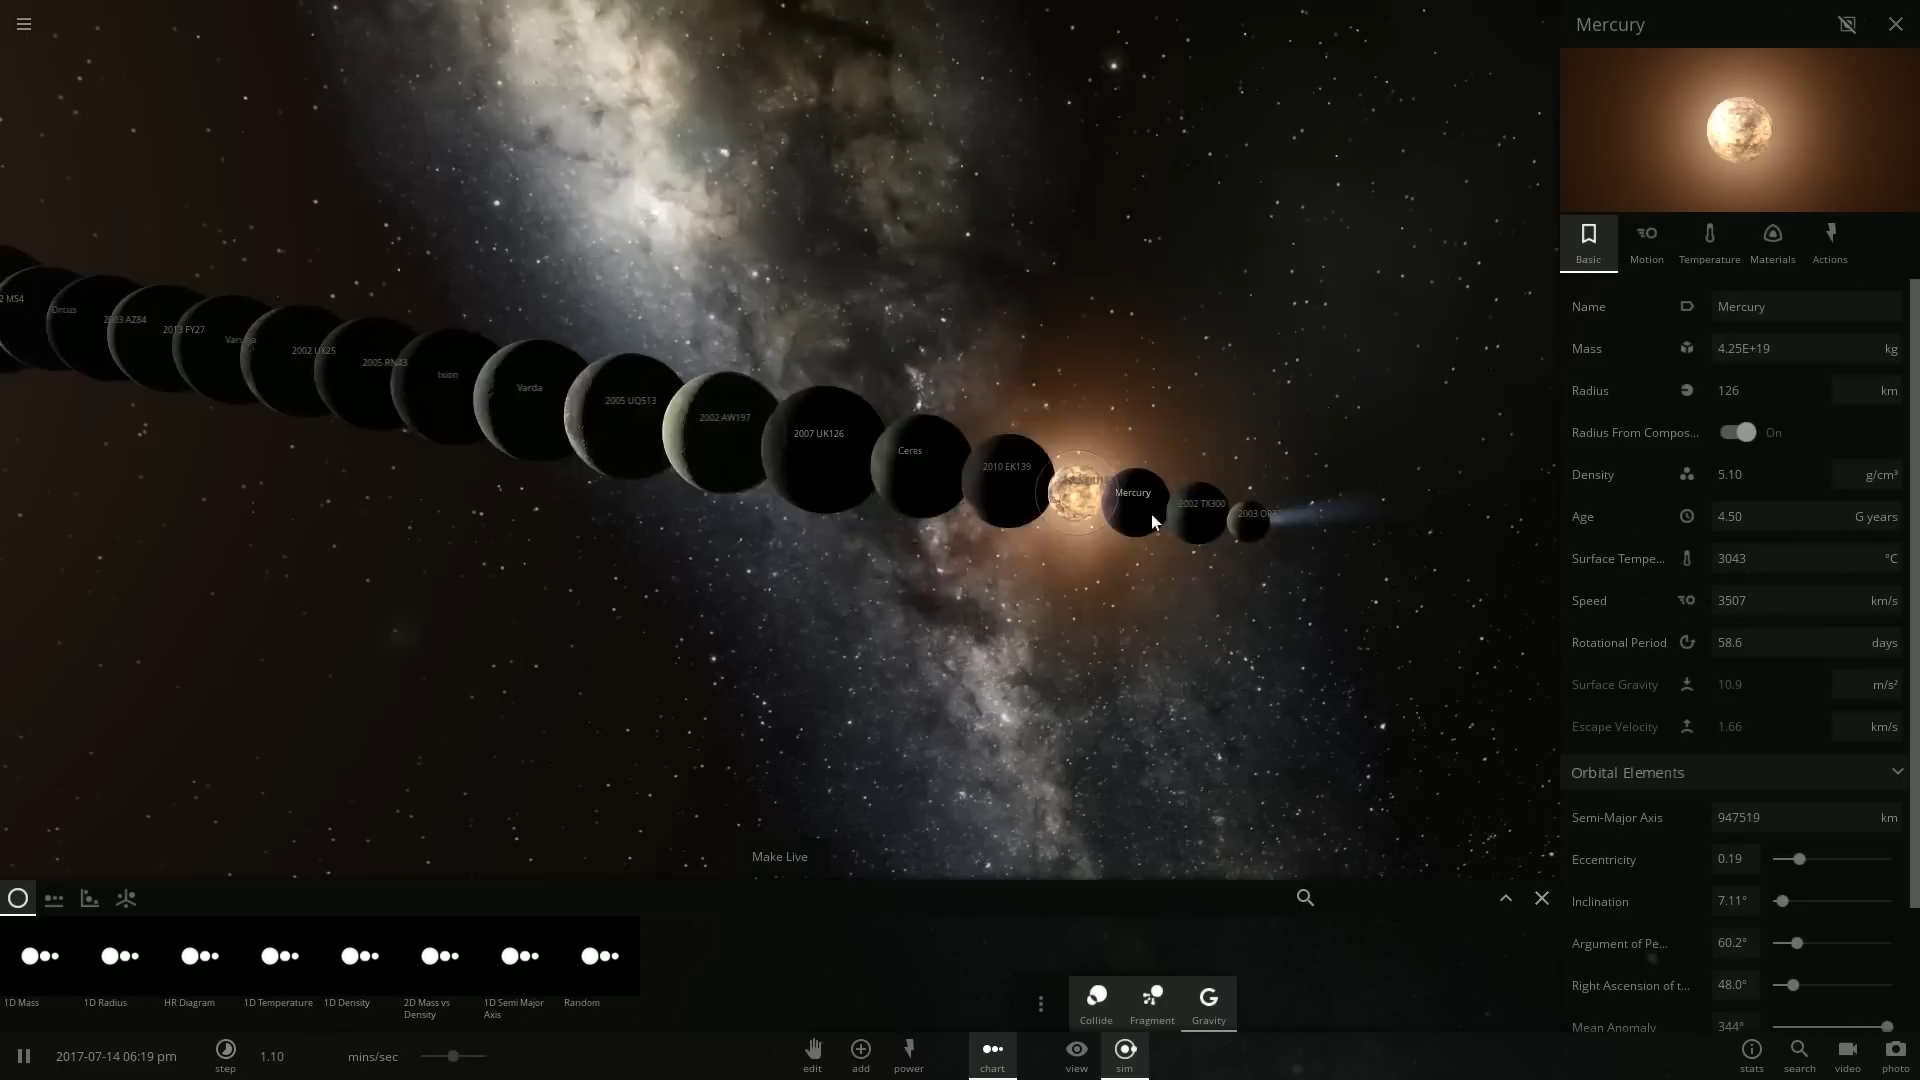 Mercury
Basic
Motion
Temperature
Materials
Actions
Name Mercury
Mass 4.25E+19 kg
Radius 126 km
Radius From Compos... On
Density 5.10 g/cm³
Age 4.50 G years
Surface Tempe... 3043 °C
Speed 3507 km/s
Rotational Period 58.6 days
Surface Gravity 10.9 m/s²
Escape Velocity 1.66 km/s
Orbital Elements
Semi-Major Axis 947519 km
Eccentricity 0.19
Inclination 7.11°
Argument of Pe... 60.2°
Right Ascension of t... 48.0°
Mean Anomaly 344°
2 MS4
Orcus
2003 AZ84
2013 FY27
Varuna
2002 UX25
2005 RN43
Ixion
Varda
2005 UQ513
2002 AW197
2007 UK126
Ceres
2010 EK139
Mercury
2002 TX300
Make Live
1D Mass
1D Radius
HR Diagram
1D Temperature
1D Density
2D Mass vs
Density
1D Semi Major
Axis
Random
Collide
Fragment
Gravity
2017-07-14 06:19 pm
step
1.10
mins/sec
edit
add
power
chart
view
sim
stats
search
video
photo